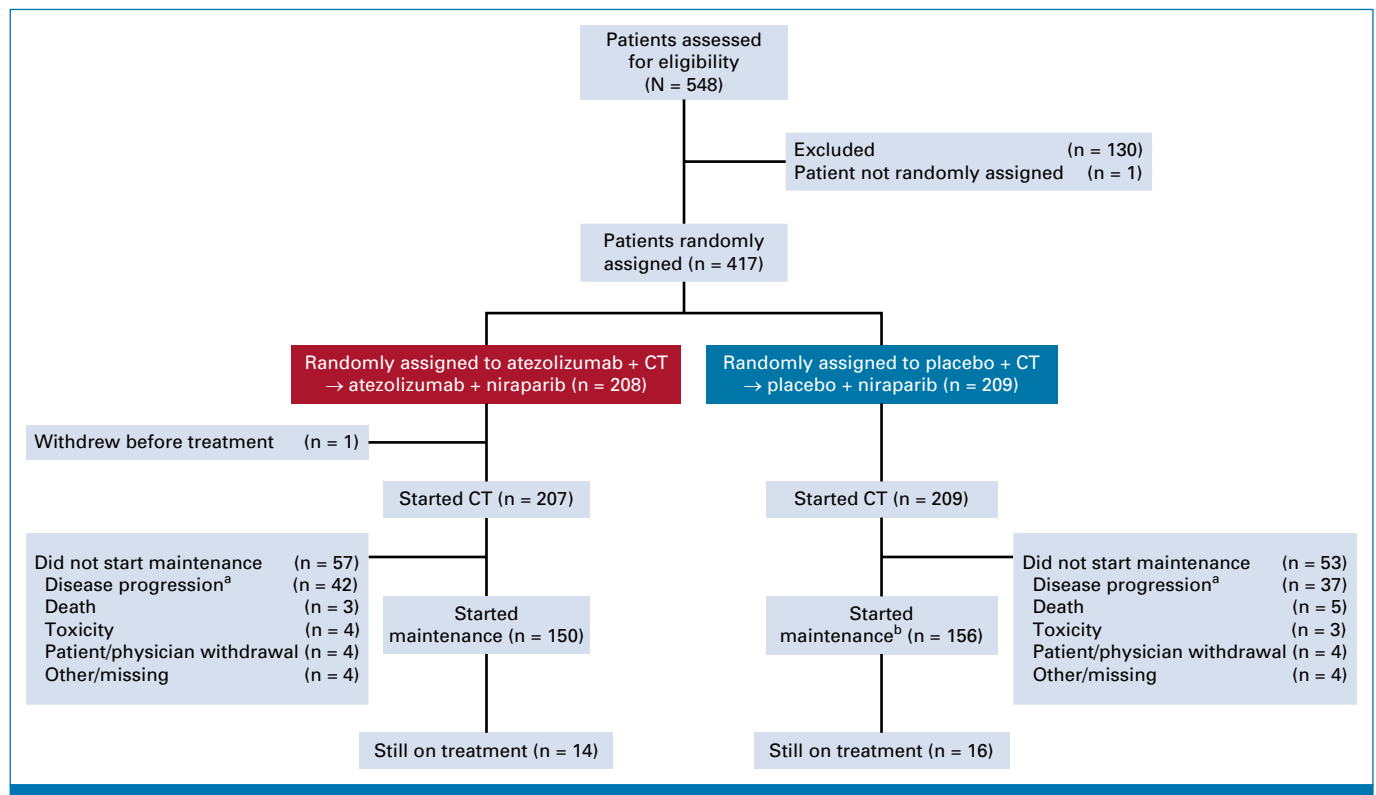 Patients assessed
for eligibility
(N = 548)
Excluded (n = 130)
Patient not randomly assigned (n = 1)
Patients randomly
assigned (n = 417)
Randomly assigned to atezolizumab + CT
→ atezolizumab + niraparib (n = 208)
Randomly assigned to placebo + CT
→ placebo + niraparib (n = 209)
Withdrew before treatment (n = 1)
Started CT (n = 207)
Started CT (n = 209)
Did not start maintenance (n = 57)
Disease progressionᵃ (n = 42)
Death (n = 3)
Toxicity (n = 4)
Patient/physician withdrawal (n = 4)
Other/missing (n = 4)
Started
maintenance (n = 150)
Started
maintenanceᵇ (n = 156)
Did not start maintenance (n = 53)
Disease progressionᵃ (n = 37)
Death (n = 5)
Toxicity (n = 3)
Patient/physician withdrawal (n = 4)
Other/missing (n = 4)
Still on treatment (n = 14)
Still on treatment (n = 16)